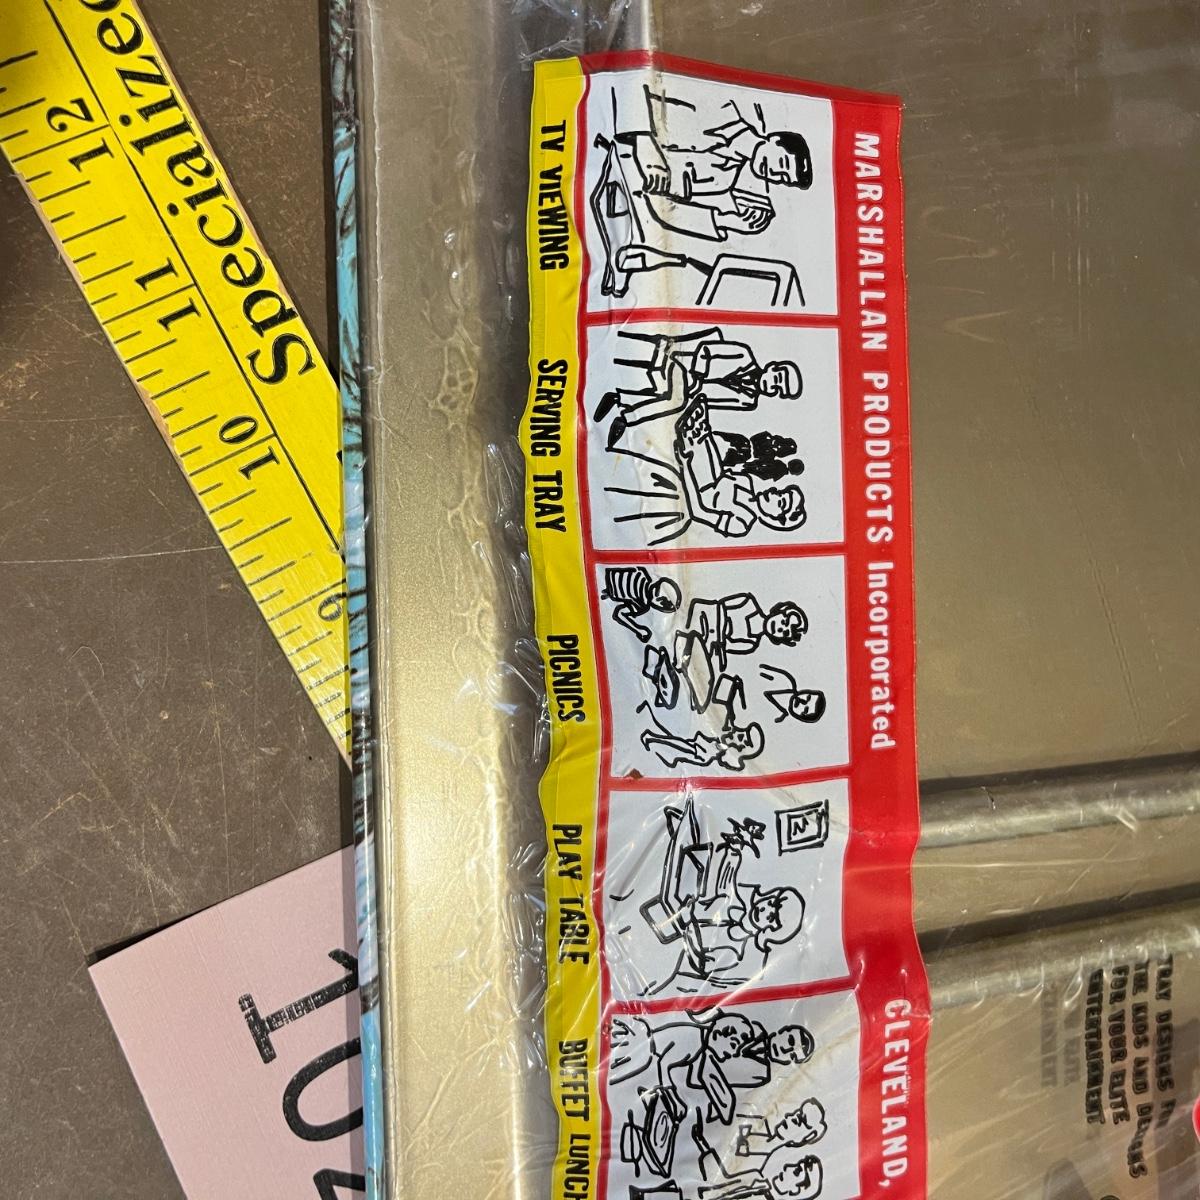 MARSHALLAN PRODUCTS Incorporated
CLEVELAND,
TV VIEWING
SERVING TRAY
PICNICS
PLAY TABLE
BUFFET LUNCH
TRAY DESIGNS
THE KIDS AND DESIGNS
FOR YOUR ELITE
ENTERTAINMENT
Specialized
12
11
10
9
10